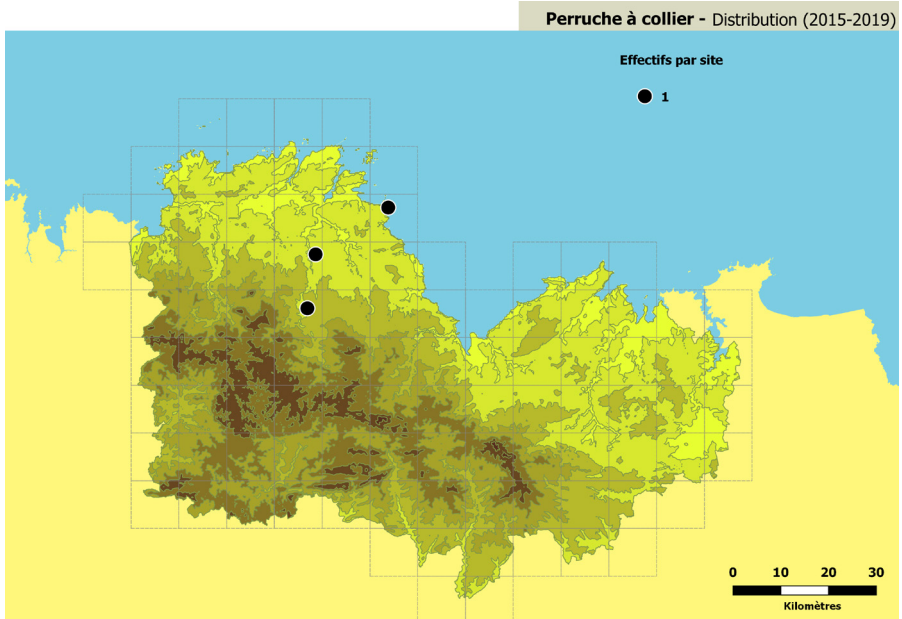 Perruche à collier - Distribution (2015-2019)
Effectifs par site
1
0 10 20 30
Kilomètres